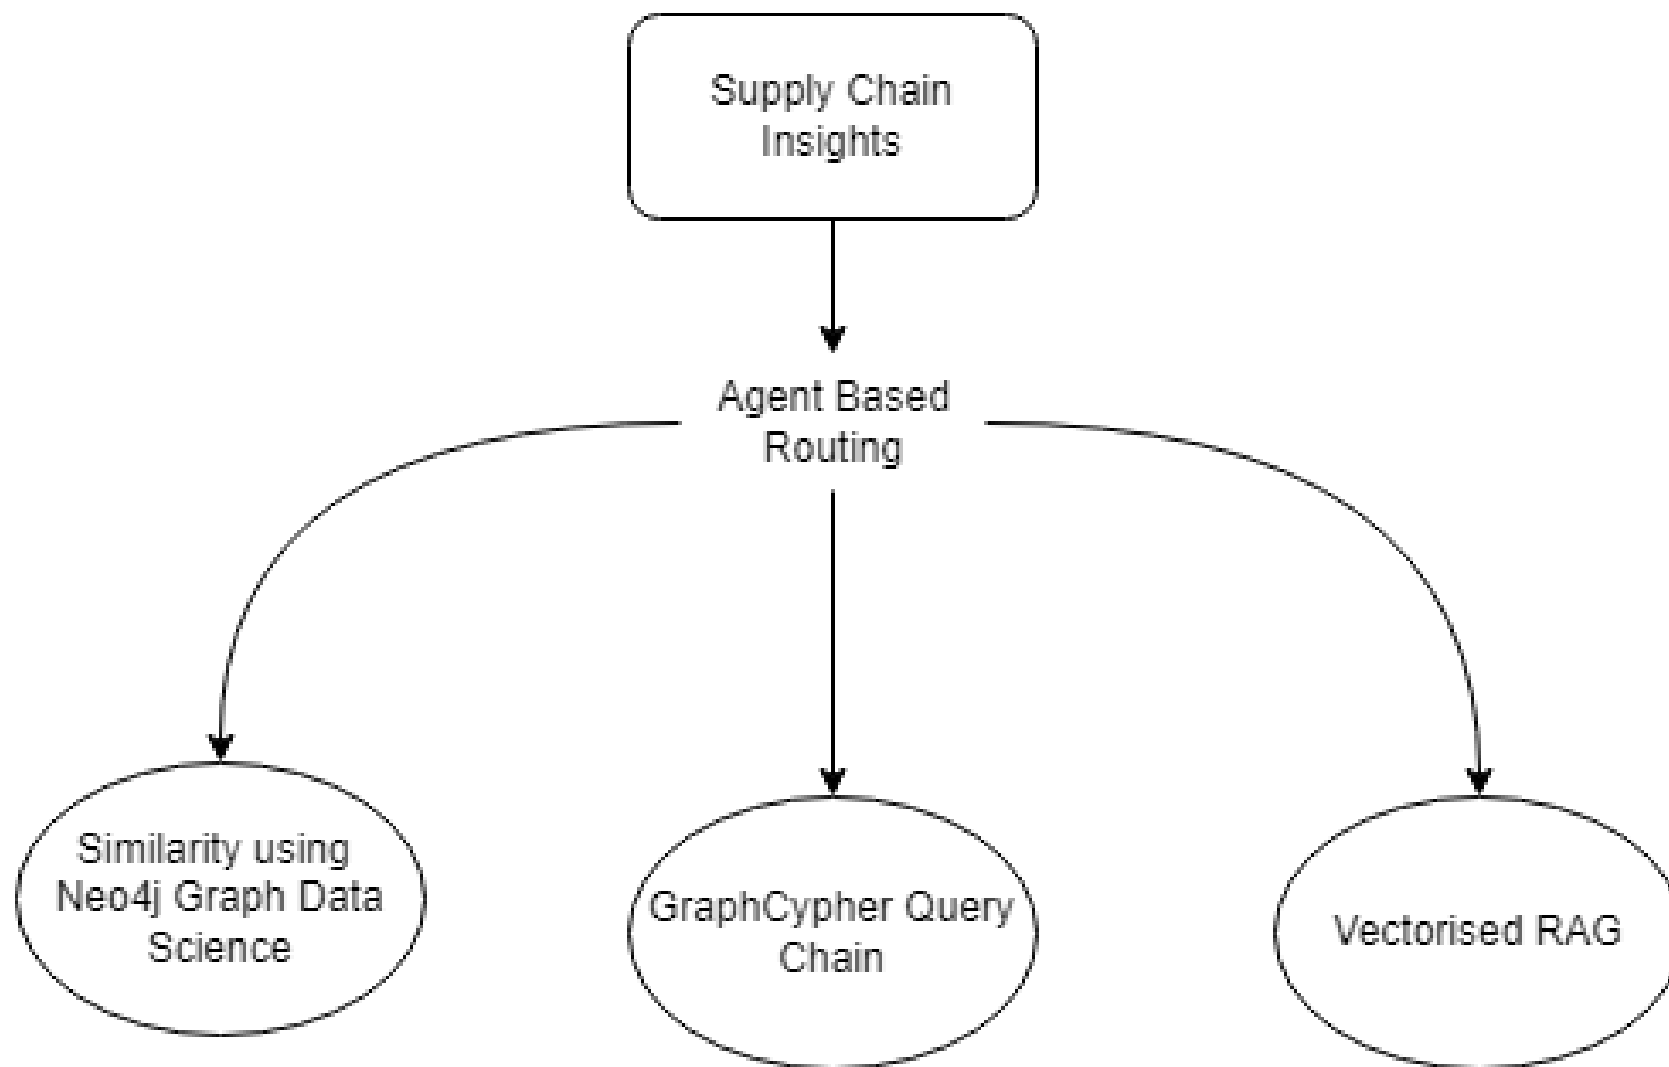 Supply Chain
Insights
Agent Based
Routing
Similarity using
Neo4j Graph Data
Science
GraphCypher Query
Chain
Vectorised RAG